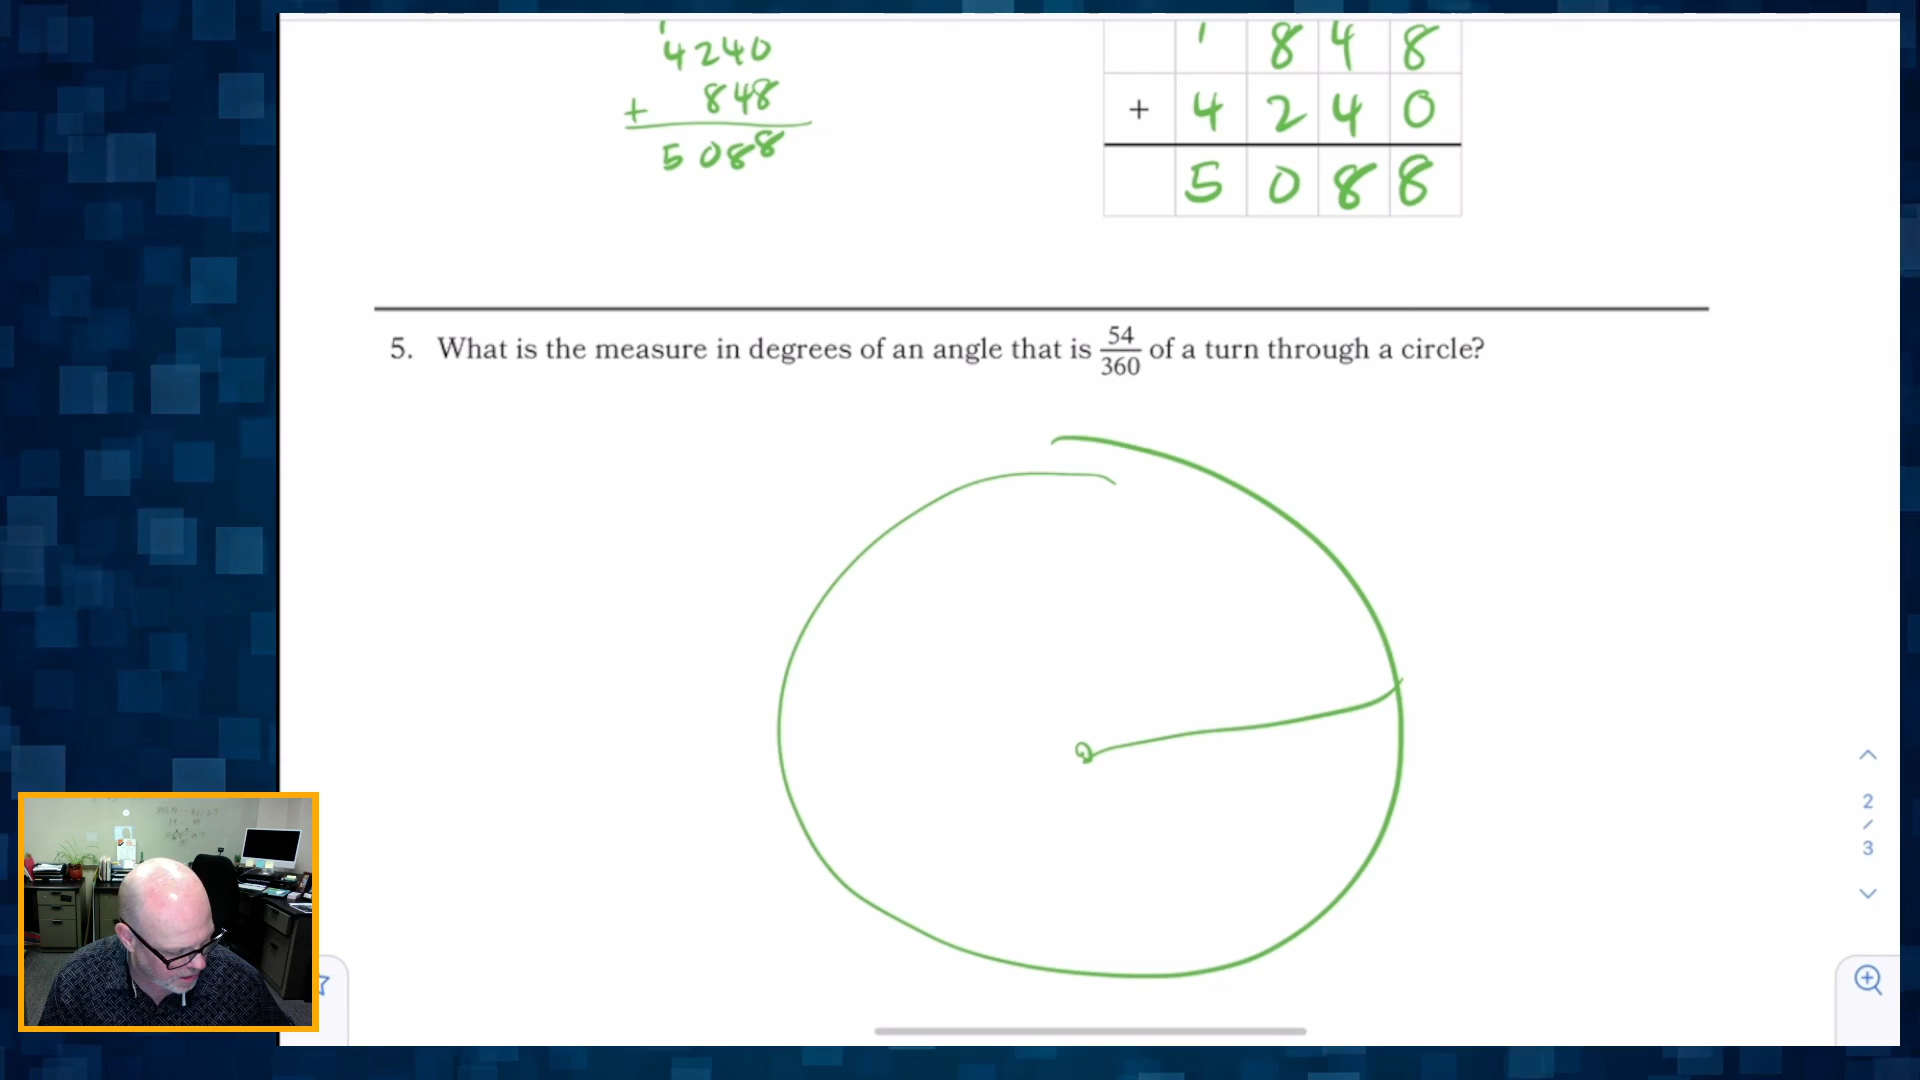 1
4240
+ 848
5088
1 8 4 8
+ 4 2 4 0
5 0 8 8
5. What is the measure in degrees of an angle that is 54/360 of a turn through a circle?
2
/
3